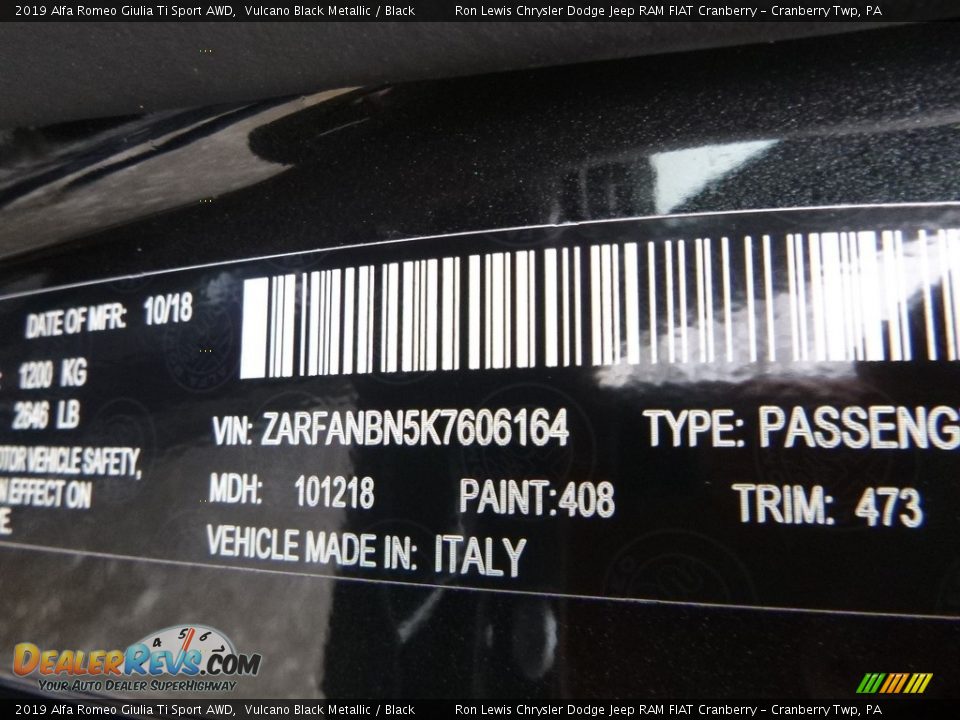 2019 Alfa Romeo Giulia Ti Sport AWD,  Vulcano Black Metallic / Black    Ron Lewis Chrysler Dodge Jeep RAM FIAT Cranberry – Cranberry Twp, PA
DATE OF MFR: 10/18
1200 KG
2646 LB
VIN: ZARFANBN5K7606164 TYPE: PASSENG
OTOR VEHICLE SAFETY,
N EFFECT ON
MDH: 101218 PAINT: 408 TRIM: 473
E
VEHICLE MADE IN: ITALY
4 5 6
DEALERREVS.COM
YOUR AUTO DEALER SUPERHIGHWAY
2019 Alfa Romeo Giulia Ti Sport AWD,  Vulcano Black Metallic / Black    Ron Lewis Chrysler Dodge Jeep RAM FIAT Cranberry – Cranberry Twp, PA